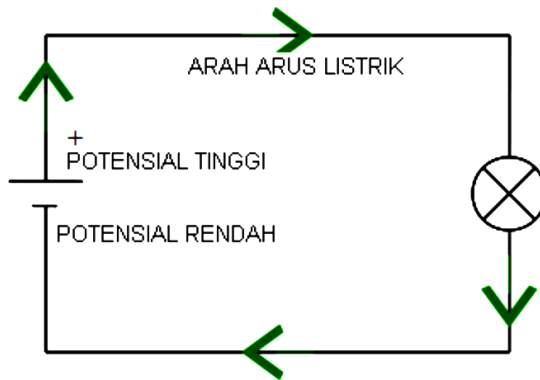 ARAH ARUS LISTRIK
+
POTENSIAL TINGGI
POTENSIAL RENDAH